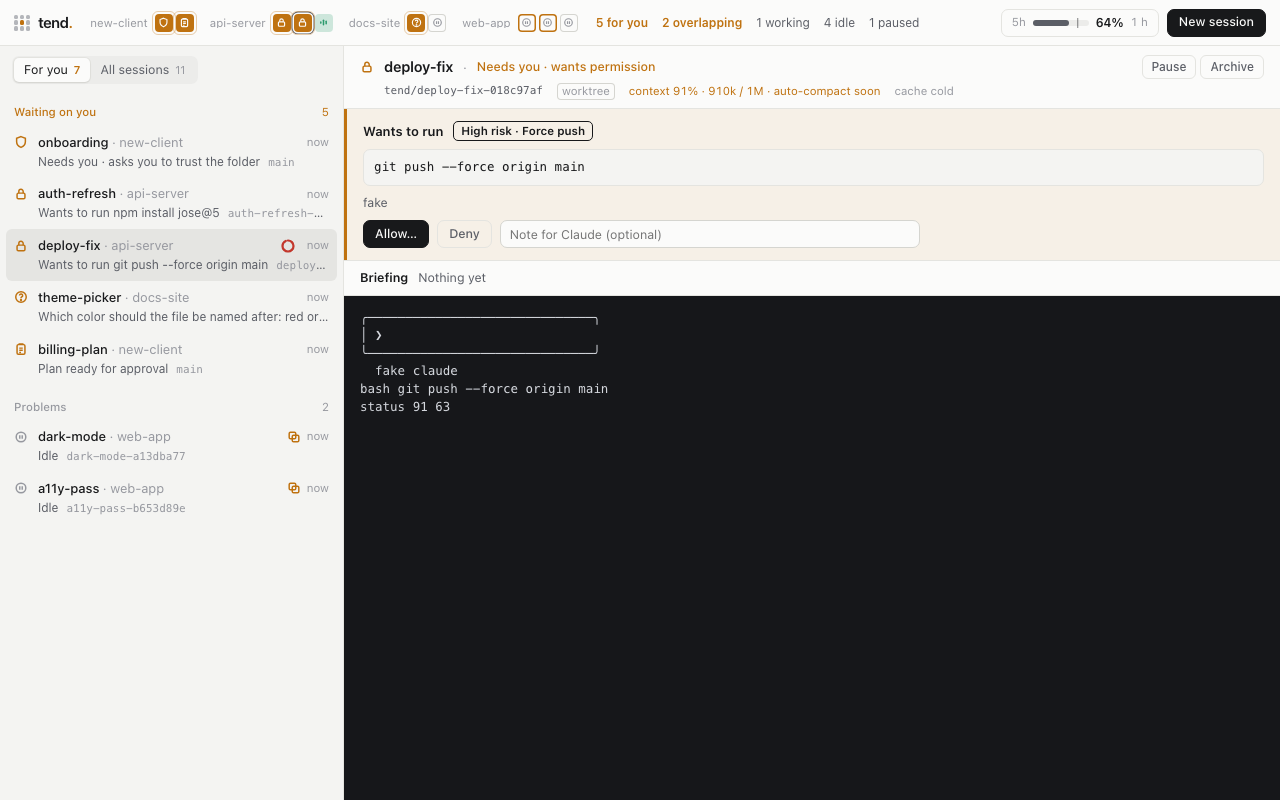 tend. new-client api-server docs-site web-app 5 for you 2 overlapping 1 working 4 idle 1 paused 5h 64% 1 h New session
For you 7 All sessions 11
Waiting on you 5
onboarding · new-client now
Needs you · asks you to trust the folder main
auth-refresh · api-server now
Wants to run npm install jose@5 auth-refresh-…
deploy-fix · api-server now
Wants to run git push --force origin main deploy…
theme-picker · docs-site now
Which color should the file be named after: red or…
billing-plan · new-client now
Plan ready for approval main
Problems 2
dark-mode · web-app now
Idle dark-mode-a13dba77
a11y-pass · web-app now
Idle a11y-pass-b653d89e
deploy-fix · Needs you · wants permission Pause Archive
tend/deploy-fix-018c97af worktree context 91% · 910k / 1M · auto-compact soon cache cold
Wants to run High risk · Force push
git push --force origin main
fake
Allow... Deny Note for Claude (optional)
Briefing Nothing yet
❯
fake claude
bash git push --force origin main
status 91 63